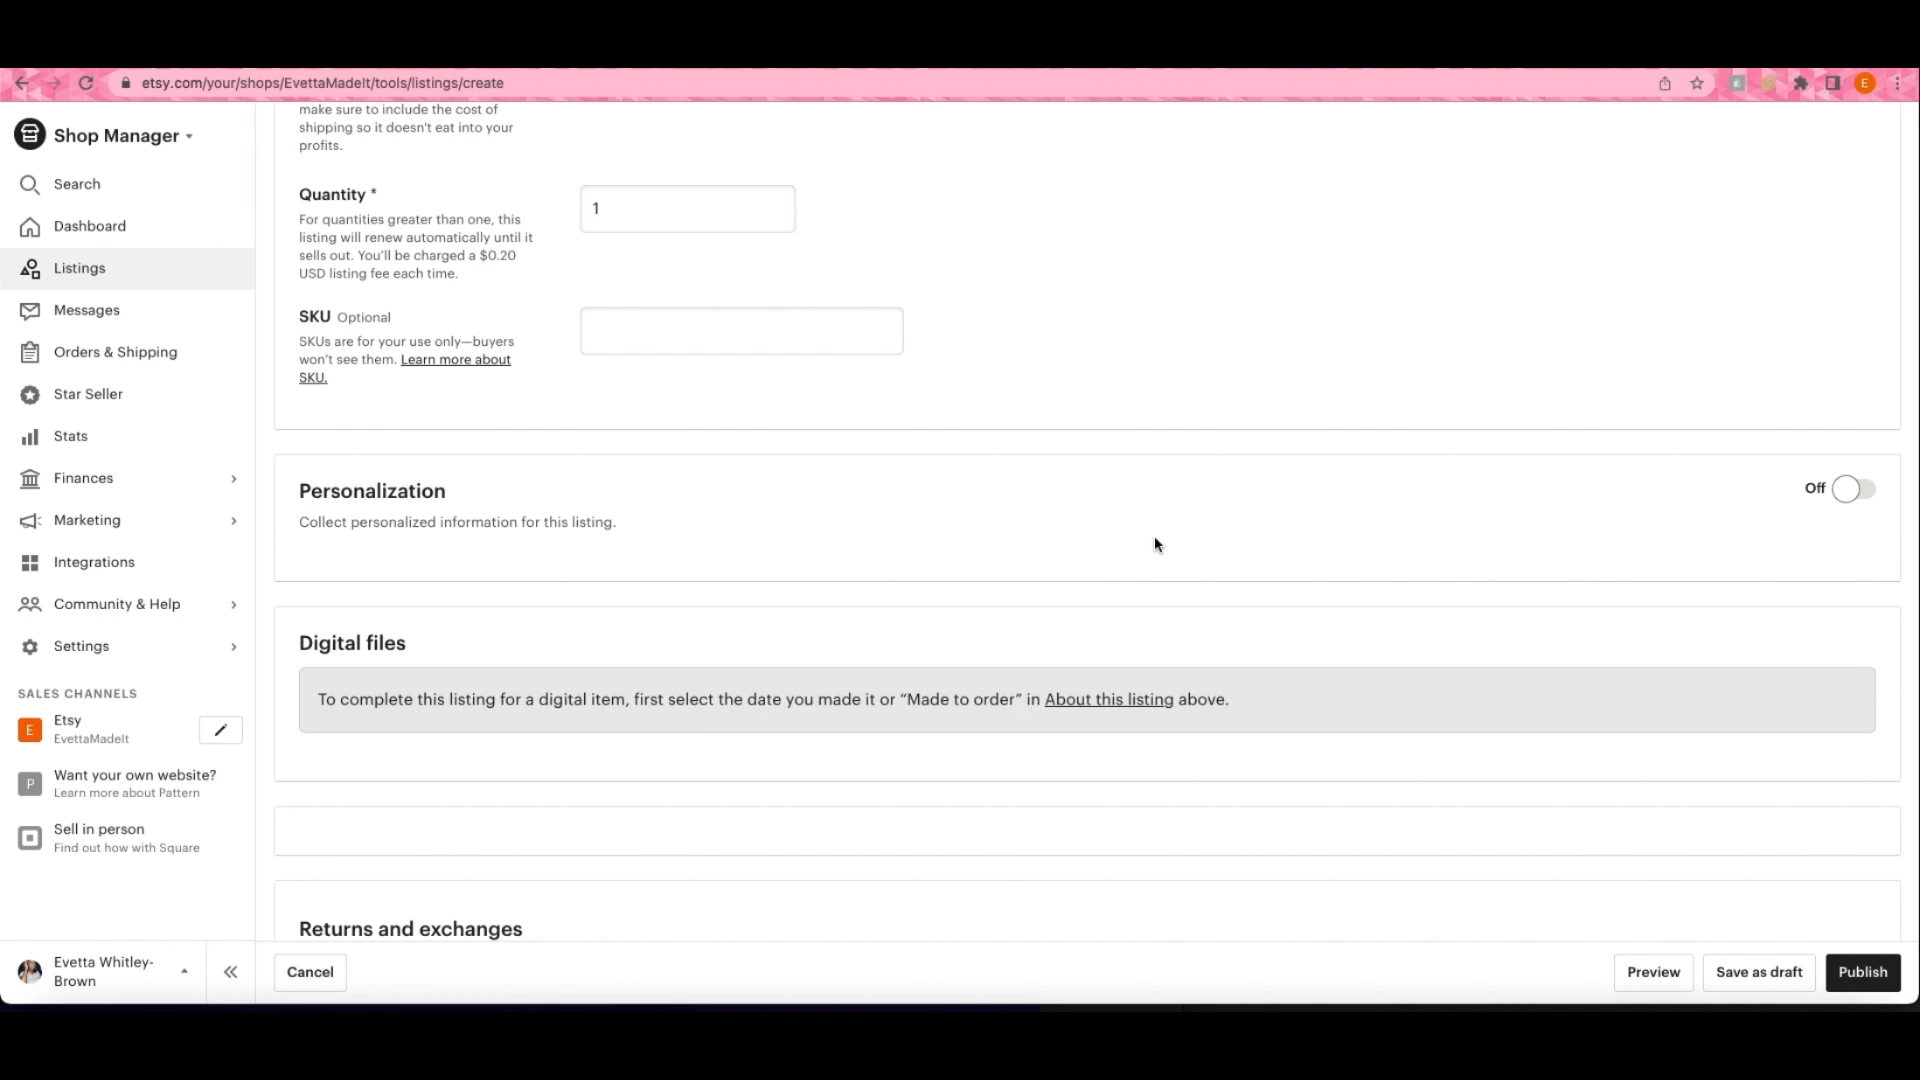 etsy.com/your/shops/EvettaMadeIt/tools/listings/create
E
Shop Manager
Search
Dashboard
Listings
Messages
Orders & Shipping
Star Seller
Stats
Finances
Marketing
Integrations
Community & Help
Settings
SALES CHANNELS
E
Etsy
EvettaMadeIt
P
Want your own website?
Learn more about Pattern
Sell in person
Find out how with Square
Evetta Whitley-
Brown
make sure to include the cost of
shipping so it doesn't eat into your
profits.
Quantity *
For quantities greater than one, this
listing will renew automatically until it
sells out. You'll be charged a $0.20
USD listing fee each time.
1
SKU Optional
SKUs are for your use only—buyers
won't see them. Learn more about
SKU.
Personalization
Collect personalized information for this listing.
Off
Digital files
To complete this listing for a digital item, first select the date you made it or “Made to order” in About this listing above.
Returns and exchanges
Cancel
Preview
Save as draft
Publish